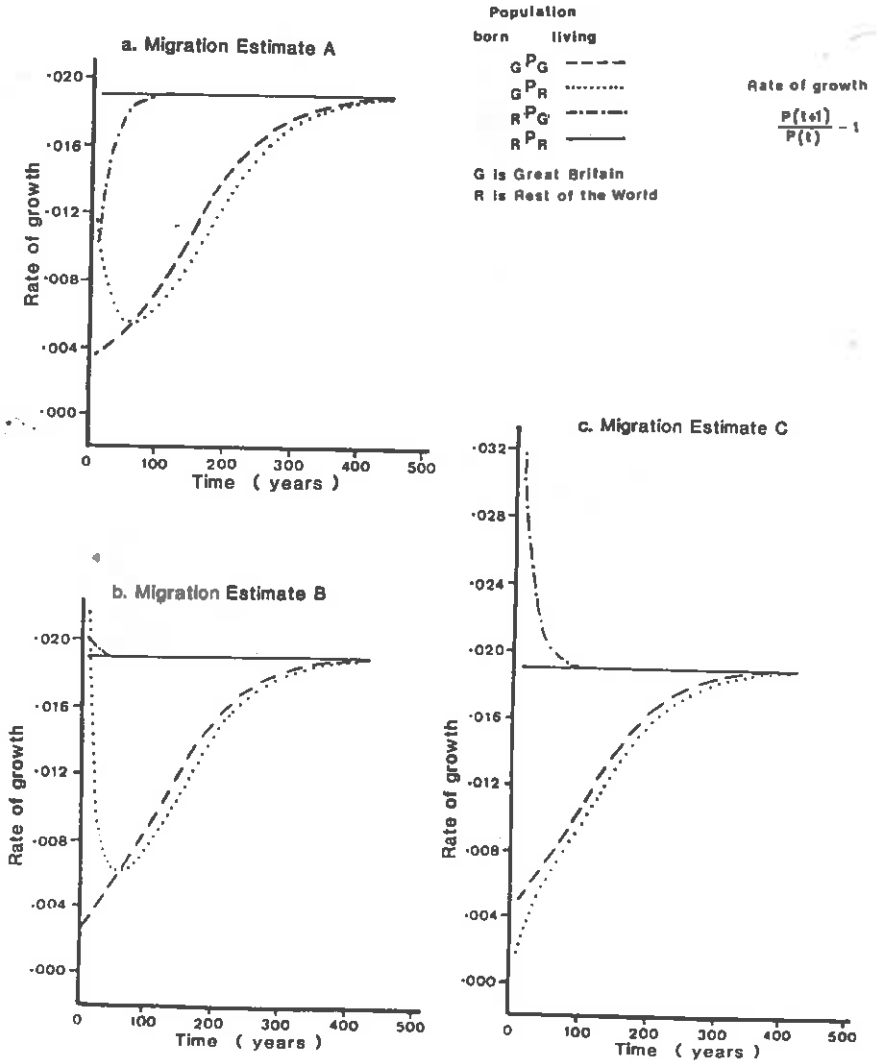 Population
born living
GPG
GPR
RPG
RPR
G is Great Britain
R is Rest of the World
Rate of growth
P(t+1)
P(t)
- 1
a. Migration Estimate A
Rate of growth
·020
·016
·012
·008
·004
·000
0 100 200 300 400 500
Time ( years )
b. Migration Estimate B
Rate of growth
·020
·016
·012
·008
·004
·000
0 100 200 300 400 500
Time ( years )
c. Migration Estimate C
Rate of growth
·032
·028
·024
·020
·016
·012
·008
·004
·000
0 100 200 300 400 500
Time ( years )